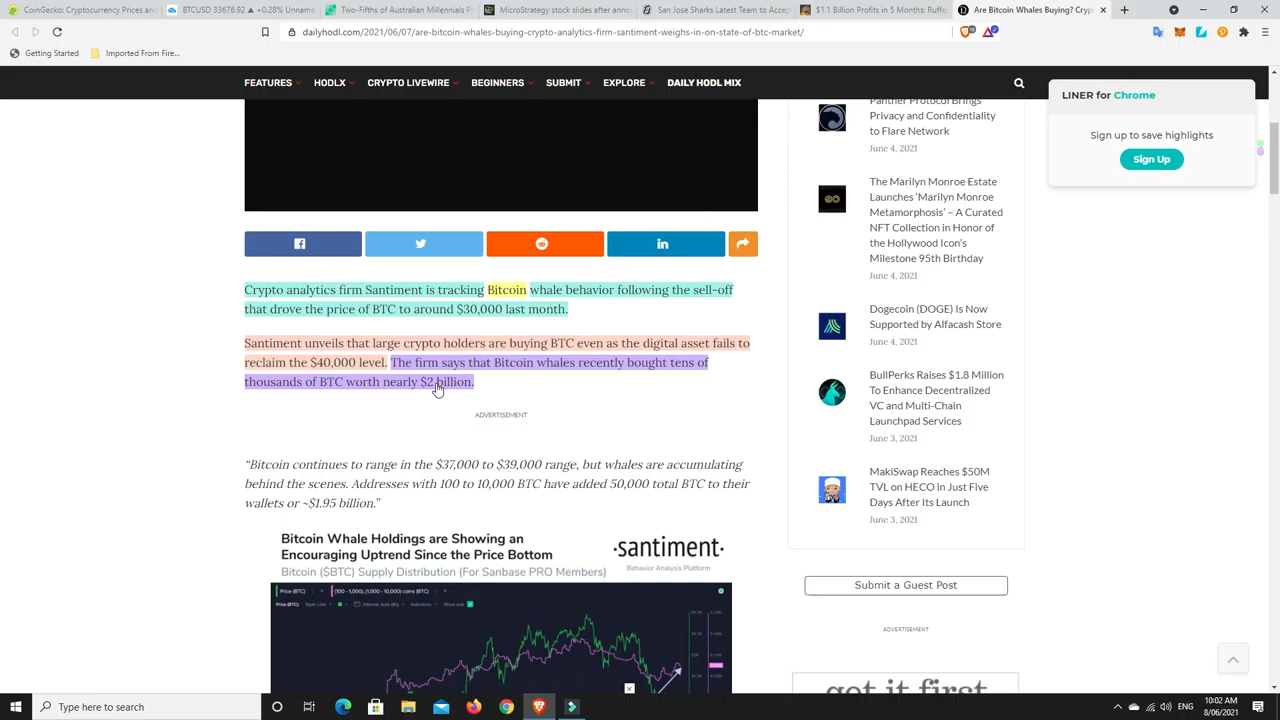 CoinGecko: Cryptocurrency Prices and
BTCUSD 33676.92 ▲ +0.28% Unnam
Two-Fifths of Australian Millennials P
MicroStrategy stock slides after anno
San Jose Sharks Latest Team to Accep
$1.1 Billion Profits in 5 Months: Ruffe
Are Bitcoin Whales Buying? Crypt
dailyhodl.com/2021/06/07/are-bitcoin-whales-buying-crypto-analytics-firm-santiment-weighs-in-on-state-of-btc-market/
Getting Started
Imported From Fire...
FEATURES
HODLX
CRYPTO LIVEWIRE
BEGINNERS
SUBMIT
EXPLORE
DAILY HODL MIX
LINER for Chrome
Sign up to save highlights
Sign Up
Crypto analytics firm Santiment is tracking Bitcoin whale behavior following the sell-off
that drove the price of BTC to around $30,000 last month.
Santiment unveils that large crypto holders are buying BTC even as the digital asset fails to
reclaim the $40,000 level. The firm says that Bitcoin whales recently bought tens of
thousands of BTC worth nearly $2 billion.
ADVERTISEMENT
“Bitcoin continues to range in the $37,000 to $39,000 range, but whales are accumulating
behind the scenes. Addresses with 100 to 10,000 BTC have added 50,000 total BTC to their
wallets or ~$1.95 billion.”
Bitcoin Whale Holdings are Showing an
Encouraging Uptrend Since the Price Bottom
Bitcoin ($BTC) Supply Distribution (For Sanbase PRO Members)
·santiment·
Behavior Analysis Platform
Price (BTC)
[100 - 1,000), [1,000 - 10,000) coins (BTC)
Panther Protocol Brings
Privacy and Confidentiality
to Flare Network
June 4, 2021
The Marilyn Monroe Estate
Launches ‘Marilyn Monroe
Metamorphosis’ – A Curated
NFT Collection in Honor of
the Hollywood Icon’s
Milestone 95th Birthday
June 4, 2021
Dogecoin (DOGE) Is Now
Supported by Alfacash Store
June 4, 2021
BullPerks Raises $1.8 Million
To Enhance Decentralized
VC and Multi-Chain
Launchpad Services
June 3, 2021
MakiSwap Reaches $50M
TVL on HECO in Just Five
Days After Its Launch
June 3, 2021
Submit a Guest Post
ADVERTISEMENT
got it first
Type here to search
ENG
10:02 AM
8/06/2021